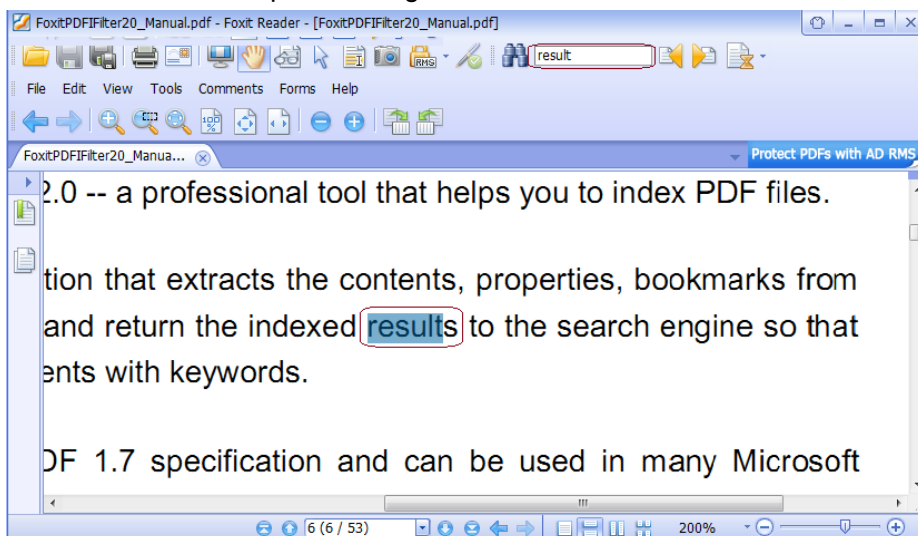 FoxitPDFIFilter20_Manual.pdf - Foxit Reader - [FoxitPDFIFilter20_Manual.pdf]
RMS
result
File Edit View Tools Comments Forms Help
100%
FoxitPDFIFilter20_Manua...
Protect PDFs with AD RMS
2.0 -- a professional tool that helps you to index PDF files.
tion that extracts the contents, properties, bookmarks from
and return the indexed results to the search engine so that
ents with keywords.
DF 1.7 specification and can be used in many Microsoft
6 (6 / 53)
200%